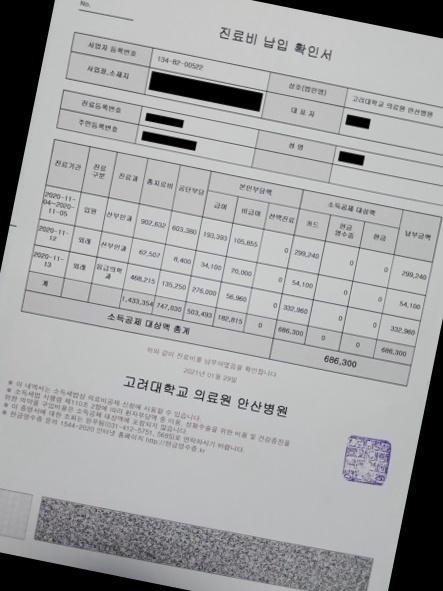 No.
진료비 납입 확인서
사업자 등록번호 134-82-00522 상호(법인명) 고려대학교 의료원 안산병원
사업장 소재지 대 표 자
진료등록번호 성 명
주민등록번호
진료기간 진료구분 진료과 총진료비 공단부담 본인부담액 소득공제 대상액 납부금액
급여 비급여 선택진료 카드 현금영수증 현금
2020-11-04~2020-11-05 입원 산부인과 902,632 603,380 193,393 105,855 0 299,240 0 0 299,240
2020-11-12 외래 산부인과 62,507 8,400 34,100 20,000 0 54,100 0 0 54,100
2020-11-13 외래 응급의학과 468,215 135,250 276,000 56,960 0 332,960 0 0 332,960
계 1,433,354 747,030 503,493 182,815 0 686,300 0 0 686,300
소득공제 대상액 총계 686,300
위와 같이 진료비를 납부하였음을 확인합니다.
2021년 01월 29일
고려대학교 의료원 안산병원
※ 이 내역서는 소득세법상 의료비공제 신청에 사용할 수 있습니다.
※ 소득세법 시행령 제110조 2항에 따라 환자부담액 중 미용, 성형수술을 위한 비용 및 건강증진을
위한 의약품 구입비용은 소득공제 대상액에 포함되지 않습니다.
※ 이 증명서에 대한 조회는 원무팀(031-412-5751, 5685)로 연락하시기 바랍니다.
※ 현금영수증 문의 1544-2020 인터넷 홈페이지 http://현금영수증.kr